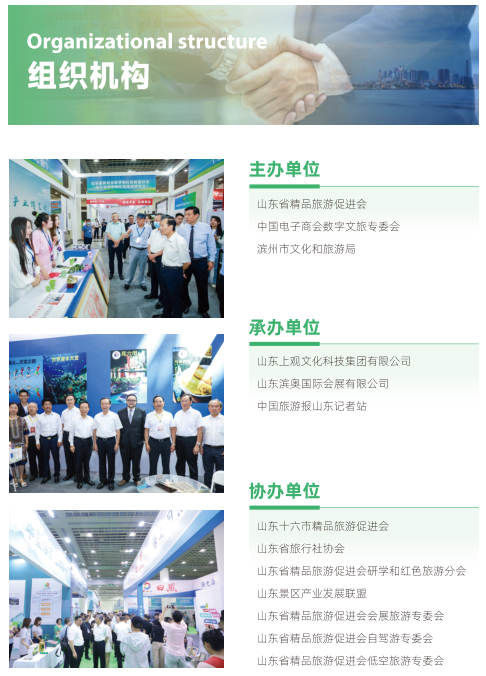 Organizational structure
组织机构
主办单位
山东省精品旅游促进会
中国电子商会数字文旅专委会
滨州市文化和旅游局
承办单位
山东上观文化科技集团有限公司
山东滨奥国际会展有限公司
中国旅游报山东记者站
协办单位
山东十六市精品旅游促进会
山东省旅行社协会
山东省精品旅游促进会研学和红色旅游分会
山东景区产业发展联盟
山东省精品旅游促进会会展旅游专委会
山东省精品旅游促进会自驾游专委会
山东省精品旅游促进会低空旅游专委会